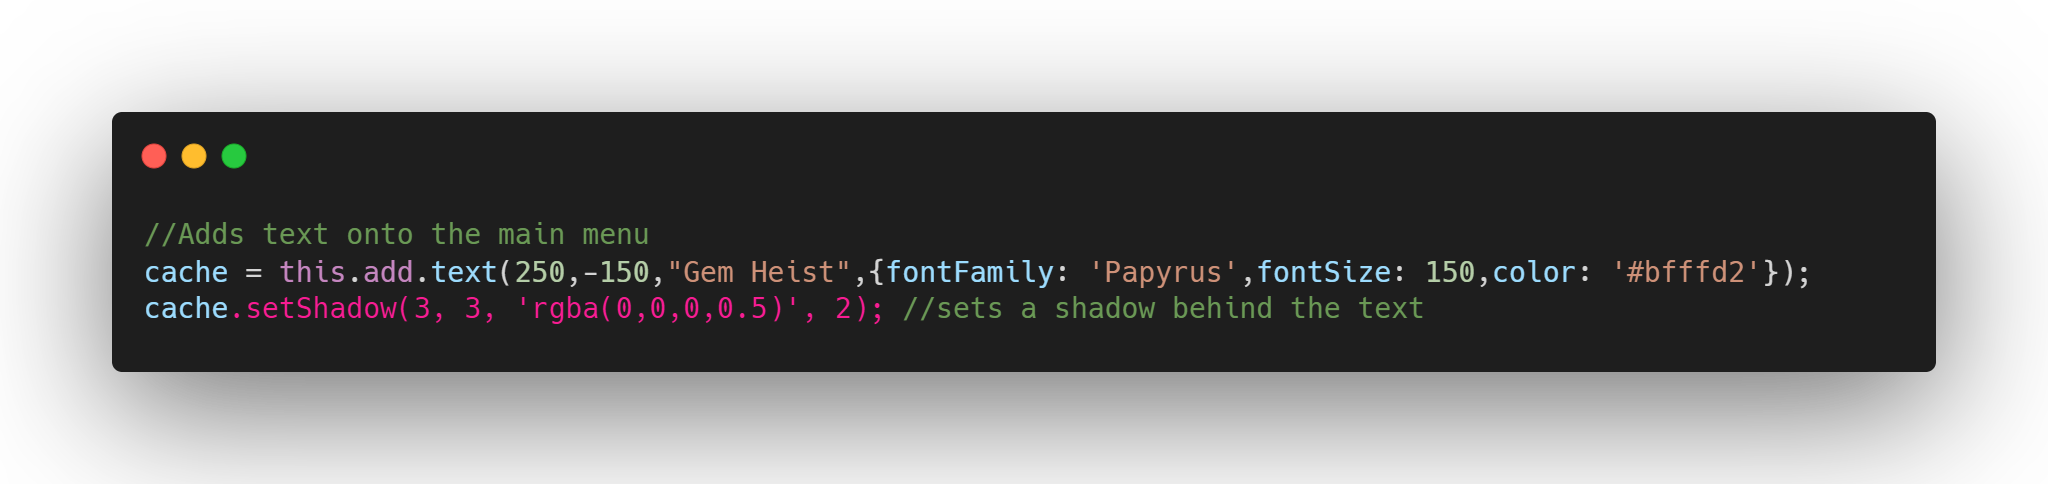 //Adds text onto the main menu
cache = this.add.text(250,-150,"Gem Heist",{fontFamily: 'Papyrus',fontSize: 150,color: '#bfffd2'});
cache.setShadow(3, 3, 'rgba(0,0,0,0.5)', 2); //sets a shadow behind the text